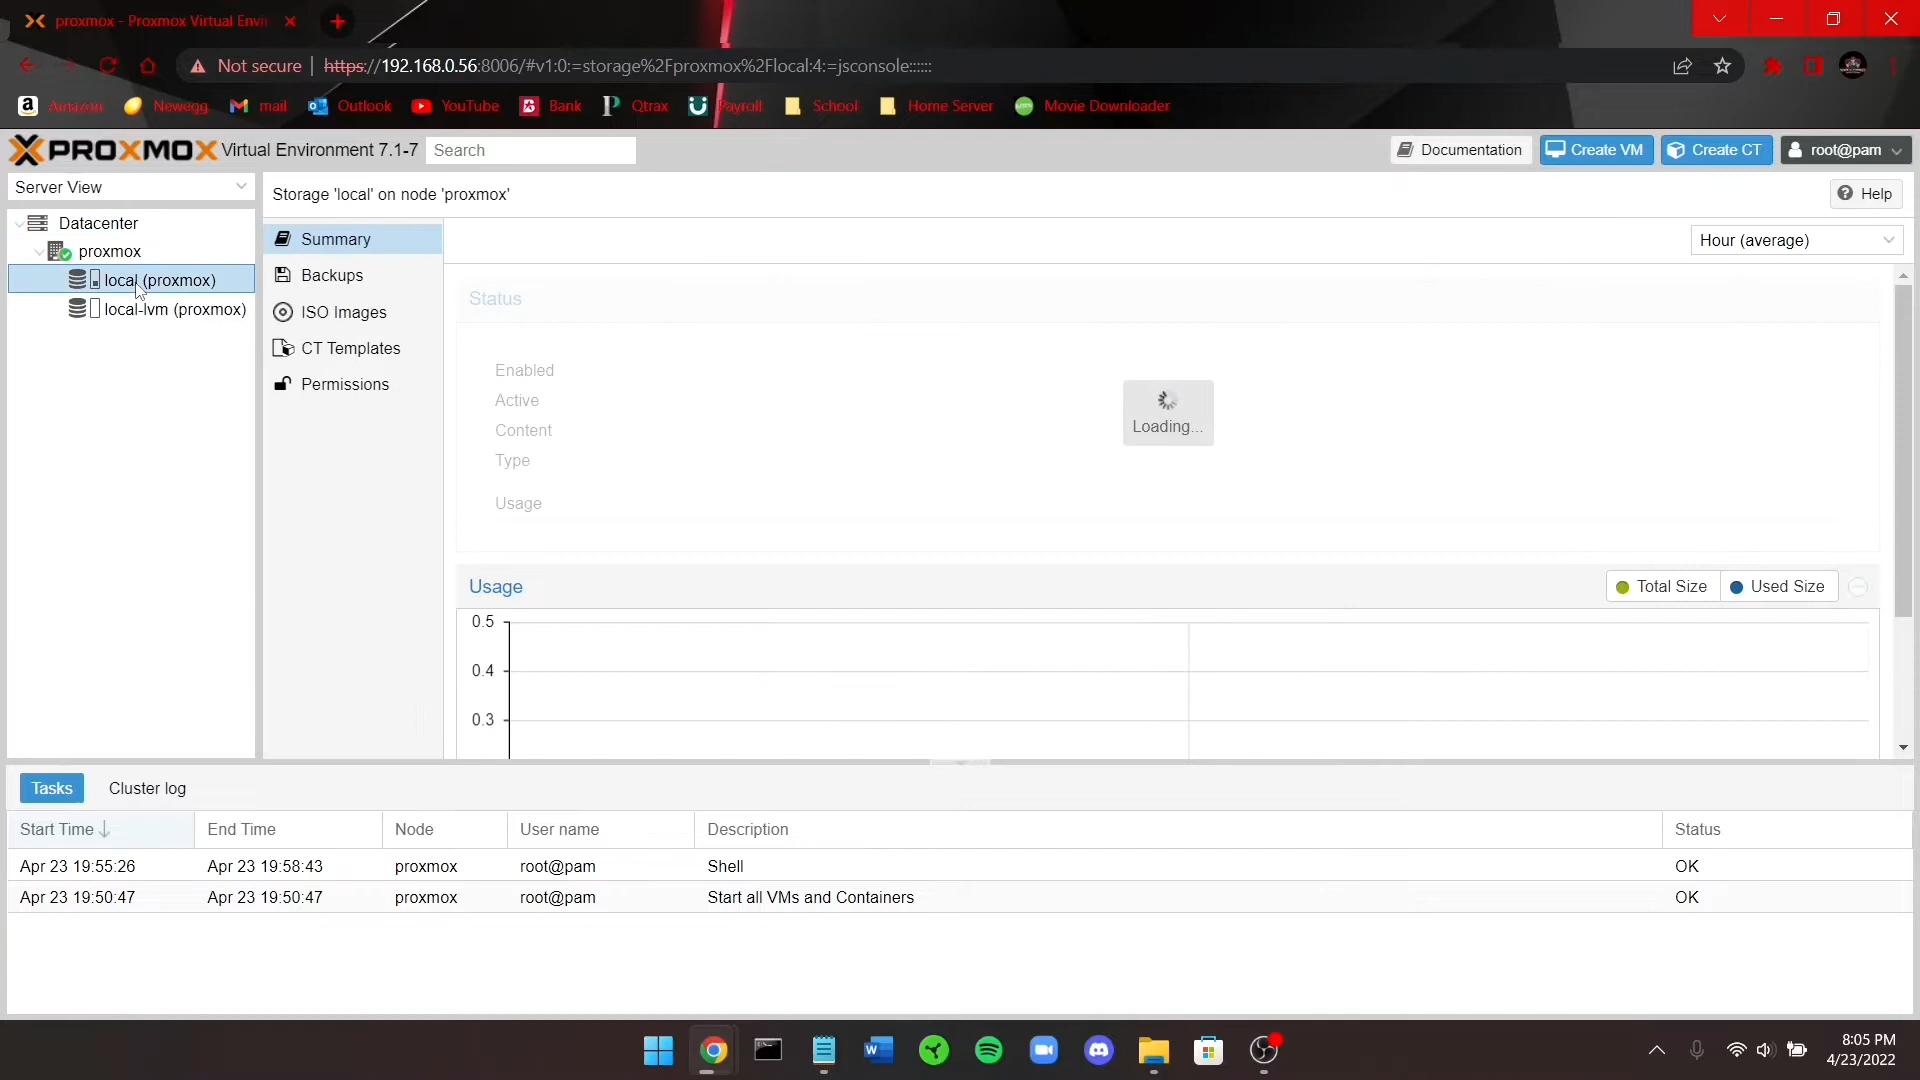 proxmox - Proxmox Virtual Envi
Not secure | https://192.168.0.56:8006/#v1:0:=storage%2Fproxmox%2Flocal:4:=jsconsole::::::
Amazon Newegg mail Outlook YouTube Bank Qtrax Payroll School Home Server Movie Downloader
PROXMOX Virtual Environment 7.1-7 Search Documentation Create VM Create CT root@pam
Server View
Storage 'local' on node 'proxmox' Help
Datacenter
proxmox
local (proxmox)
local-lvm (proxmox)
Summary
Backups
ISO Images
CT Templates
Permissions
Hour (average)
Status
Enabled
Active
Content
Type
Usage
Loading...
Usage Total Size Used Size
0.5
0.4
0.3
Tasks Cluster log
Start Time End Time Node User name Description Status
Apr 23 19:55:26 Apr 23 19:58:43 proxmox root@pam Shell OK
Apr 23 19:50:47 Apr 23 19:50:47 proxmox root@pam Start all VMs and Containers OK
8:05 PM
4/23/2022